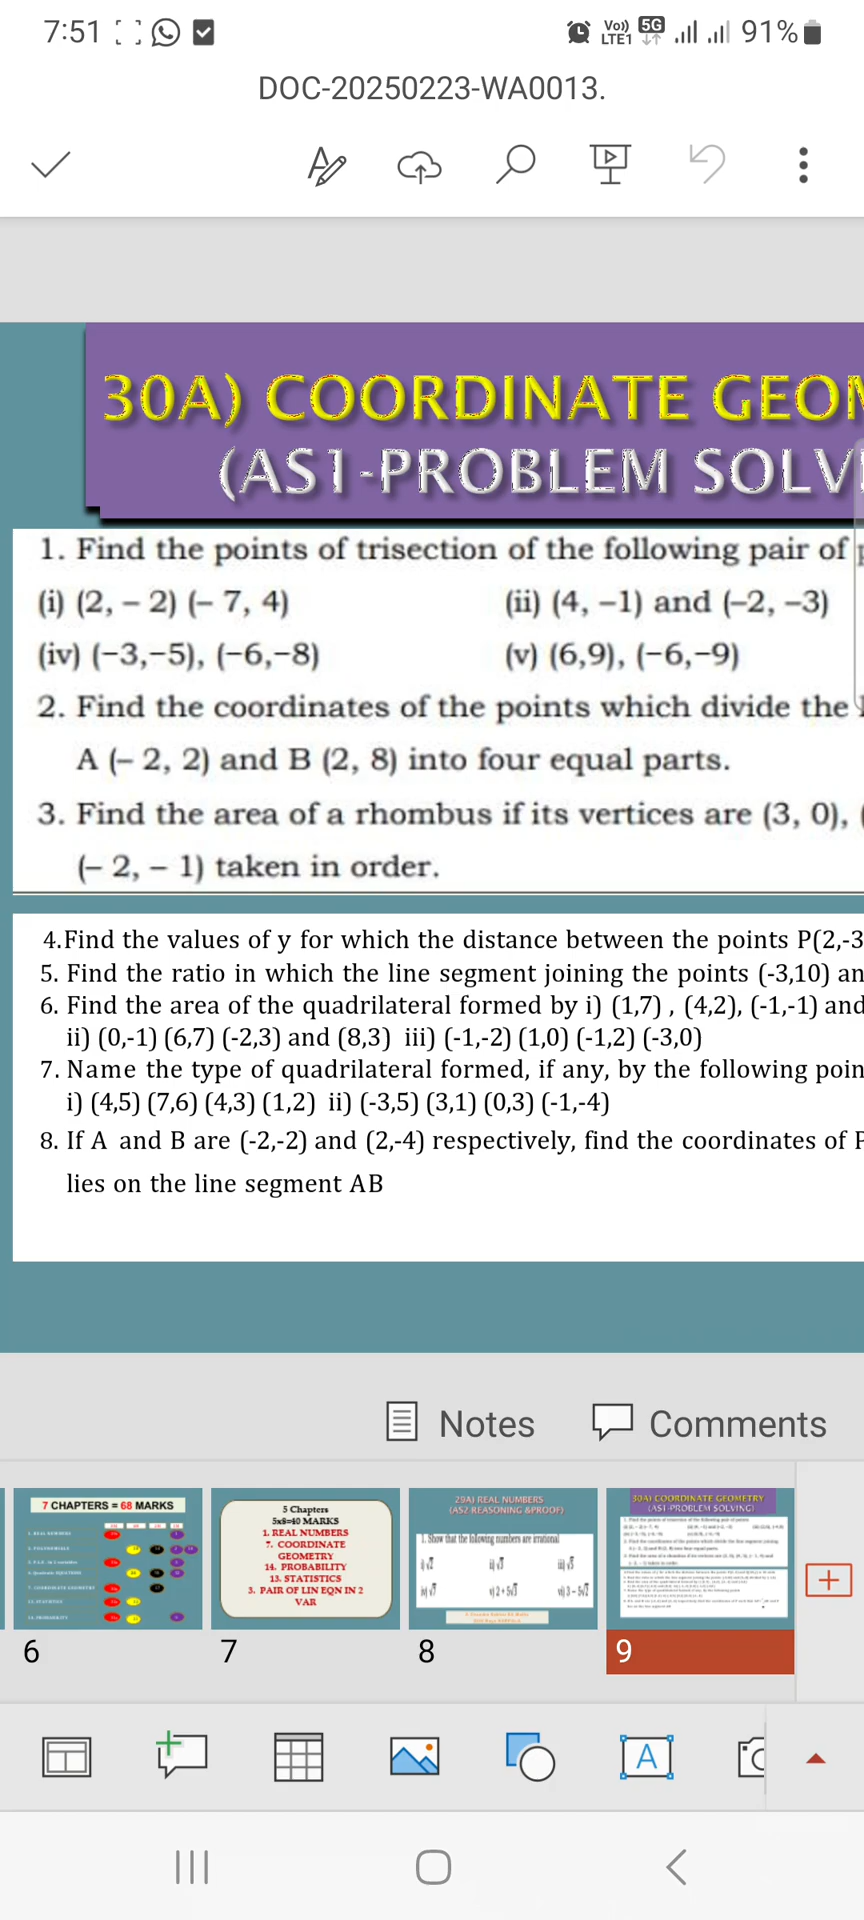 7:51
Vo)) LTE1 5G 91%
DOC-20250223-WA0013.
30A) COORDINATE GEOM
(AS1-PROBLEM SOLV
1. Find the points of trisection of the following pair of
(i) (2, – 2) (– 7, 4) (ii) (4, –1) and (–2, –3)
(iv) (–3,–5), (–6,–8) (v) (6,9), (–6,–9)
2. Find the coordinates of the points which divide the
A (– 2, 2) and B (2, 8) into four equal parts.
3. Find the area of a rhombus if its vertices are (3, 0), (
(– 2, – 1) taken in order.
4.Find the values of y for which the distance between the points P(2,-3
5. Find the ratio in which the line segment joining the points (-3,10) an
6. Find the area of the quadrilateral formed by i) (1,7) , (4,2), (-1,-1) and
ii) (0,-1) (6,7) (-2,3) and (8,3) iii) (-1,-2) (1,0) (-1,2) (-3,0)
7. Name the type of quadrilateral formed, if any, by the following poin
i) (4,5) (7,6) (4,3) (1,2) ii) (-3,5) (3,1) (0,3) (-1,-4)
8. If A and B are (-2,-2) and (2,-4) respectively, find the coordinates of P
lies on the line segment AB
Notes Comments
7 CHAPTERS = 68 MARKS
5 Chapters
5x8=40 MARKS
1. REAL NUMBERS
7. COORDINATE
GEOMETRY
14. PROBABILITY
13. STATISTICS
3. PAIR OF LIN EQN IN 2
VAR
29A) REAL NUMBERS
(AS2 REASONING &PROOF)
1. Show that the following numbers are irrational
30A) COORDINATE GEOMETRY
(AS1-PROBLEM SOLVING)
6 7 8 9
A